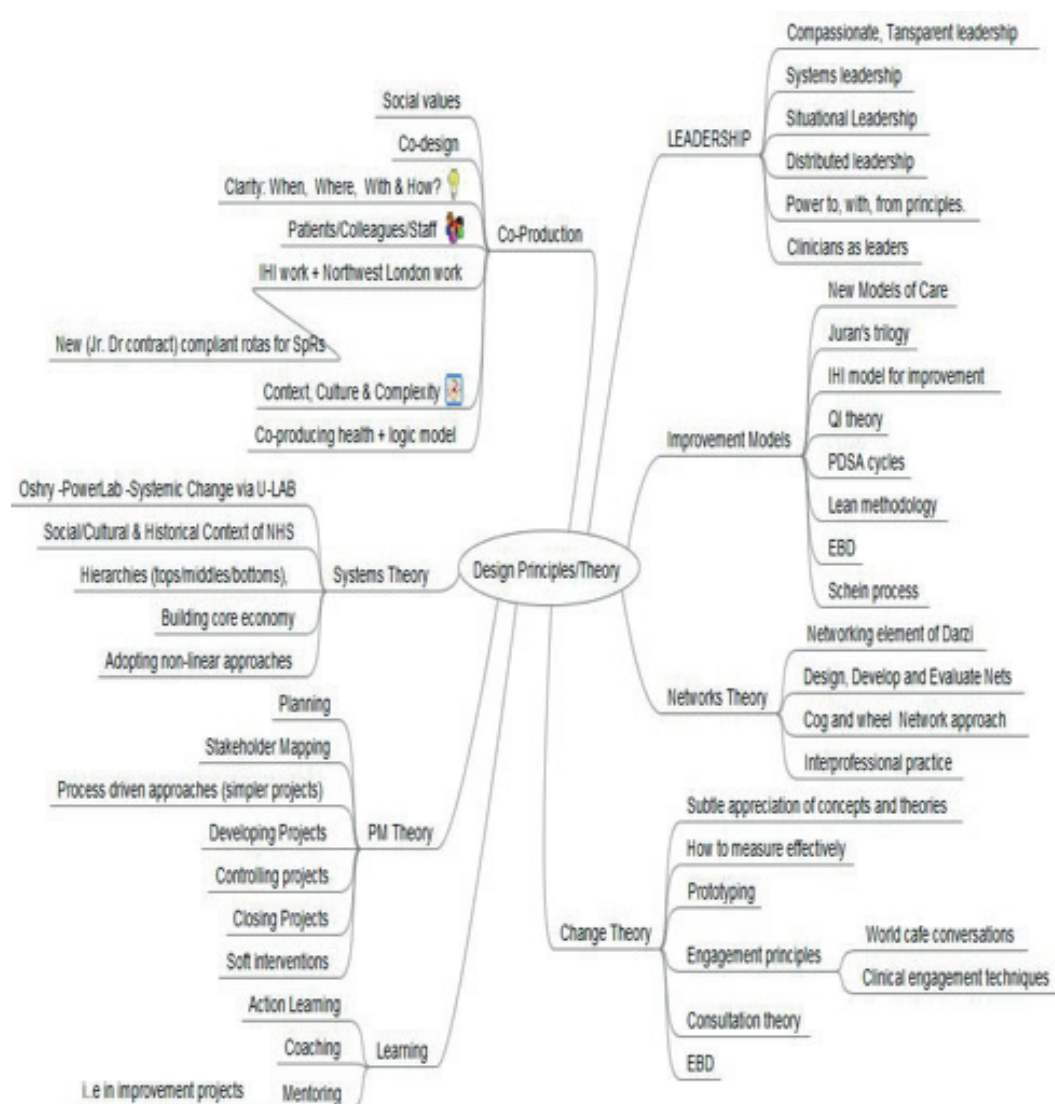 Design Principles/Theory
LEADERSHIP
Compassionate, Tansparent leadership
Systems leadership
Situational Leadership
Distributed leadership
Power to, with, from principles.
Clinicians as leaders
Improvement Models
New Models of Care
Juran's trilogy
IHI model for improvement
QI theory
PDSA cycles
Lean methodology
EBD
Schein process
Networks Theory
Networking element of Darzi
Design, Develop and Evaluate Nets
Cog and wheel Network approach
Interprofessional practice
Change Theory
Subtle appreciation of concepts and theories
How to measure effectively
Prototyping
Engagement principles
World cafe conversations
Clinical engagement techniques
Consultation theory
EBD
Co-Production
Social values
Co-design
Clarity: When, Where, With & How?
Patients/Colleagues/Staff
IHI work + Northwest London work
New (Jr. Dr contract) compliant rotas for SpRs
Context, Culture & Complexity
Co-producing health + logic model
Systems Theory
Oshry -PowerLab -Systemic Change via U-LAB
Social/Cultural & Historical Context of NHS
Hierarchies (tops/middles/bottoms),
Building core economy
Adopting non-linear approaches
PM Theory
Planning
Stakeholder Mapping
Process driven approaches (simpler projects)
Developing Projects
Controlling projects
Closing Projects
Soft interventions
Learning
Action Learning
Coaching
Mentoring
i..e in improvement projects